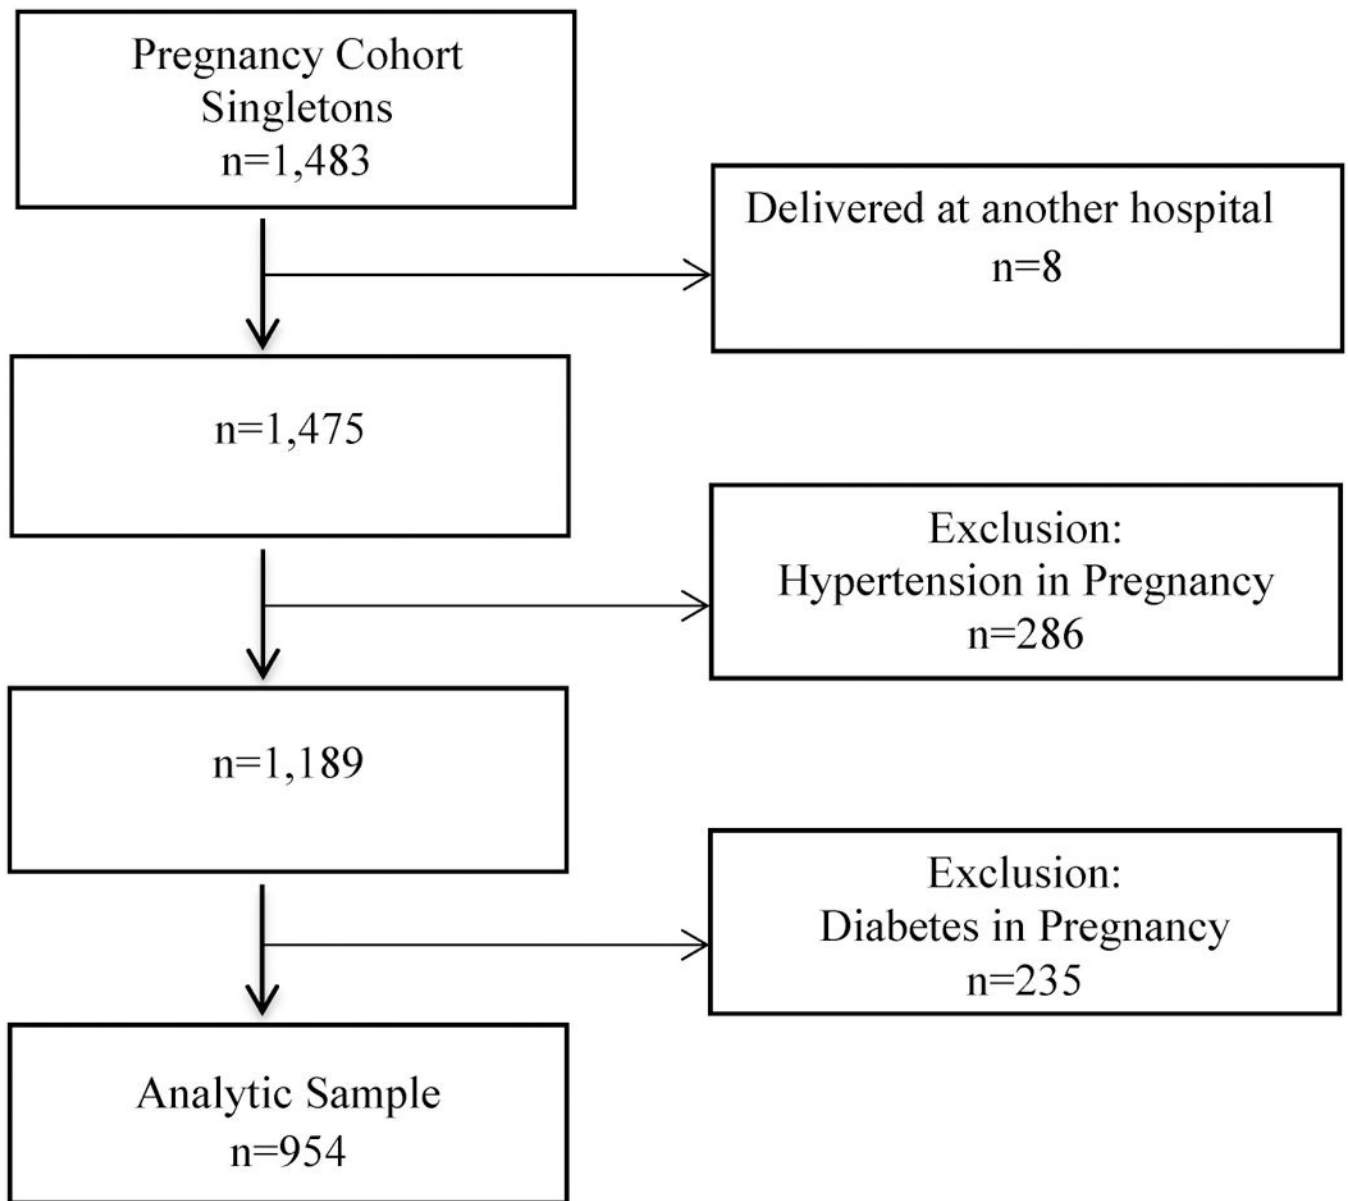 Pregnancy Cohort
Singletons
n=1,483
Delivered at another hospital
n=8
n=1,475
Exclusion:
Hypertension in Pregnancy
n=286
n=1,189
Exclusion:
Diabetes in Pregnancy
n=235
Analytic Sample
n=954